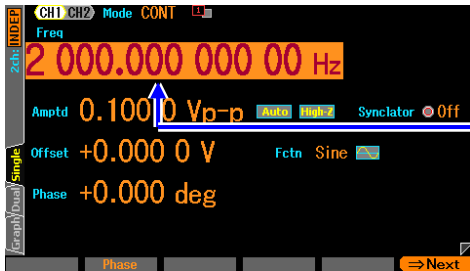 CH1 CH2 Mode CONT 1
2ch: INDEP
Freq
2 000.000 000 00 Hz
Amptd 0.100 0 Vp-p Auto High-Z Synclator Off
Offset +0.000 0 V Fctn Sine
Phase +0.000 deg
Graph Dual Single
Phase ⇒Next